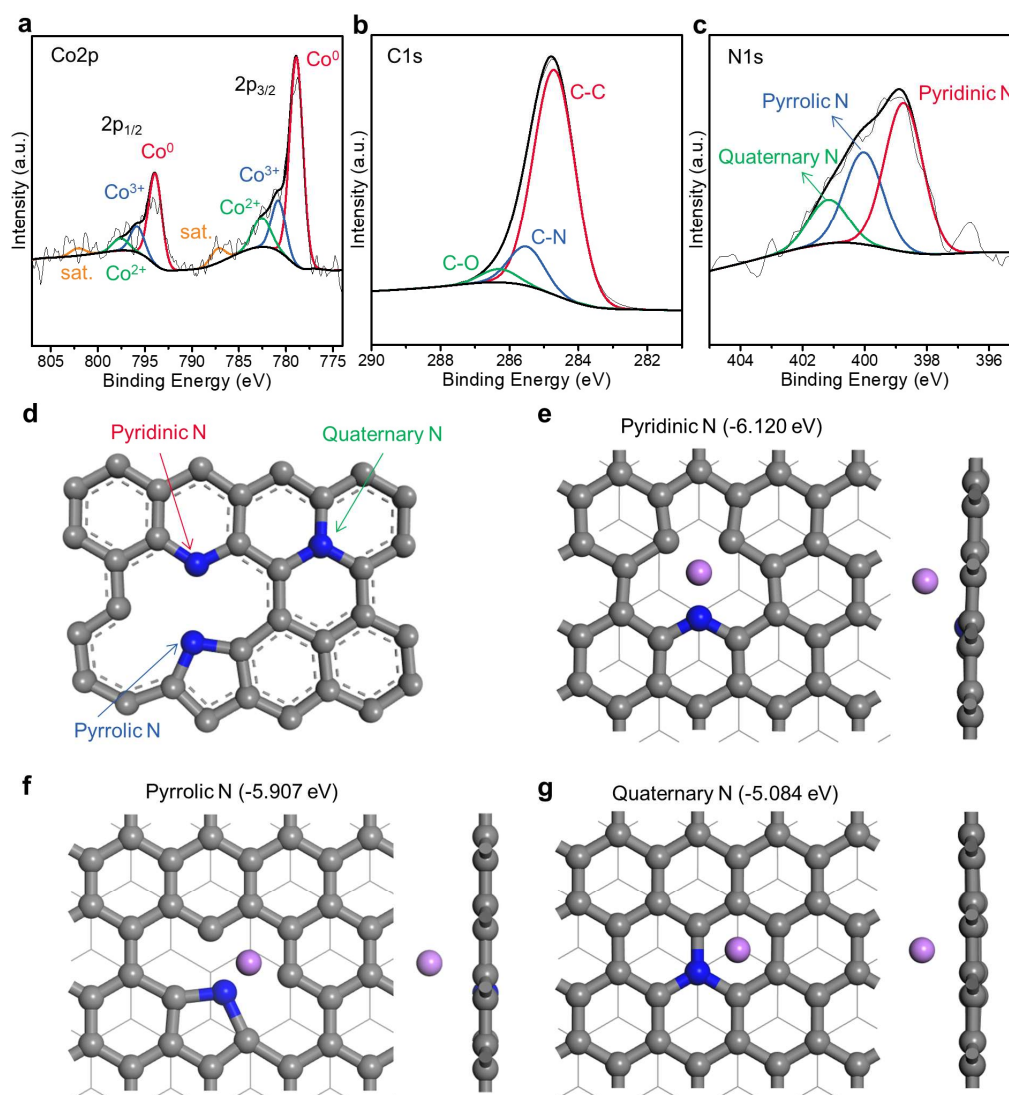 a
Co2p
Co⁰
2p₃/₂
2p₁/₂
Co⁰
Co³⁺
Co³⁺
Co²⁺
sat.
sat.
Co²⁺
Intensity (a.u.)
805 800 795 790 785 780 775
Binding Energy (eV)
b
C1s
C-C
C-N
C-O
Intensity (a.u.)
290 288 286 284 282
Binding Energy (eV)
c
N1s
Pyridinic N
Pyrrolic N
Quaternary N
Intensity (a.u.)
404 402 400 398 396
Binding Energy (eV)
d
Pyridinic N
Quaternary N
Pyrrolic N
e
Pyridinic N (-6.120 eV)
f
Pyrrolic N (-5.907 eV)
g
Quaternary N (-5.084 eV)